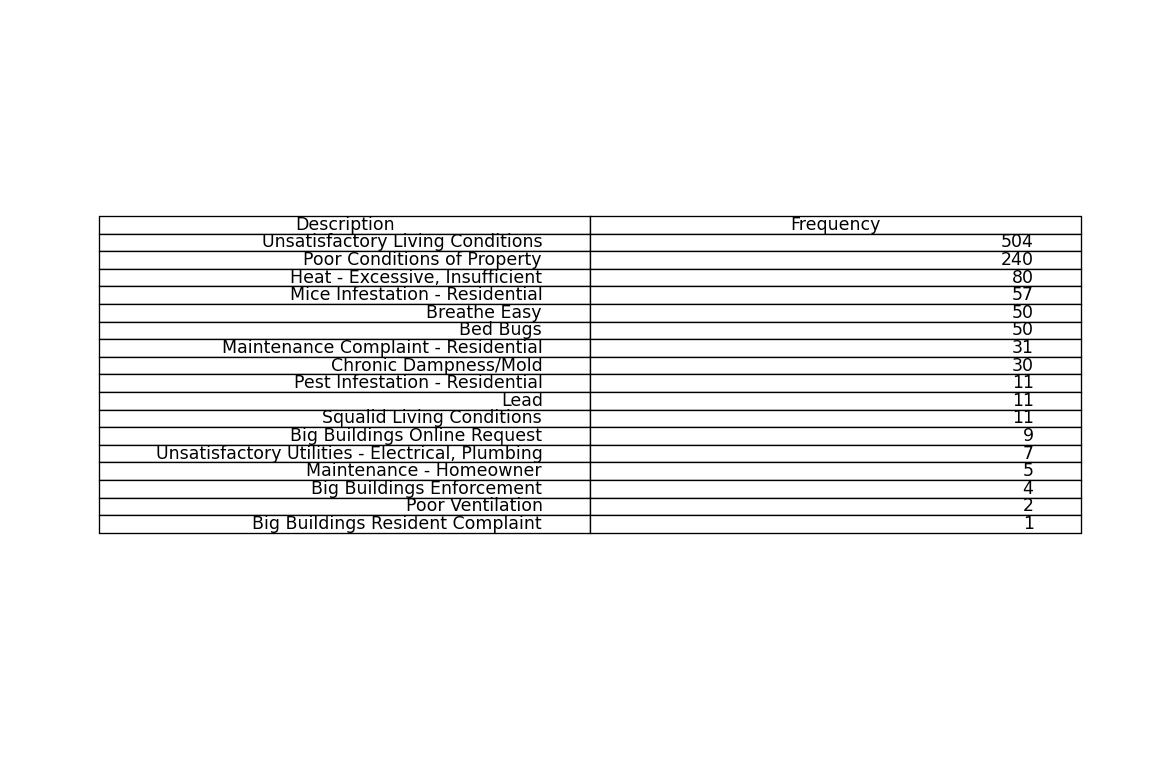 Description Frequency
Unsatisfactory Living Conditions 504
Poor Conditions of Property 240
Heat - Excessive, Insufficient 80
Mice Infestation - Residential 57
Breathe Easy 50
Bed Bugs 50
Maintenance Complaint - Residential 31
Chronic Dampness/Mold 30
Pest Infestation - Residential 11
Lead 11
Squalid Living Conditions 11
Big Buildings Online Request 9
Unsatisfactory Utilities - Electrical, Plumbing 7
Maintenance - Homeowner 5
Big Buildings Enforcement 4
Poor Ventilation 2
Big Buildings Resident Complaint 1